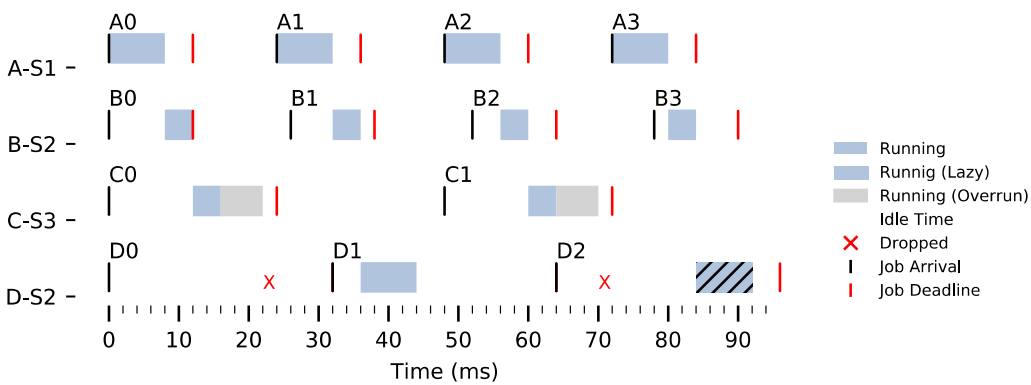 A0 A1 A2 A3
A-S1
B0 B1 B2 B3
B-S2
C0 C1
C-S3
D0 D1 D2
X X
D-S2
0 10 20 30 40 50 60 70 80 90
Time (ms)
Running
Runnig (Lazy)
Running (Overrun)
Idle Time
Dropped
Job Arrival
Job Deadline